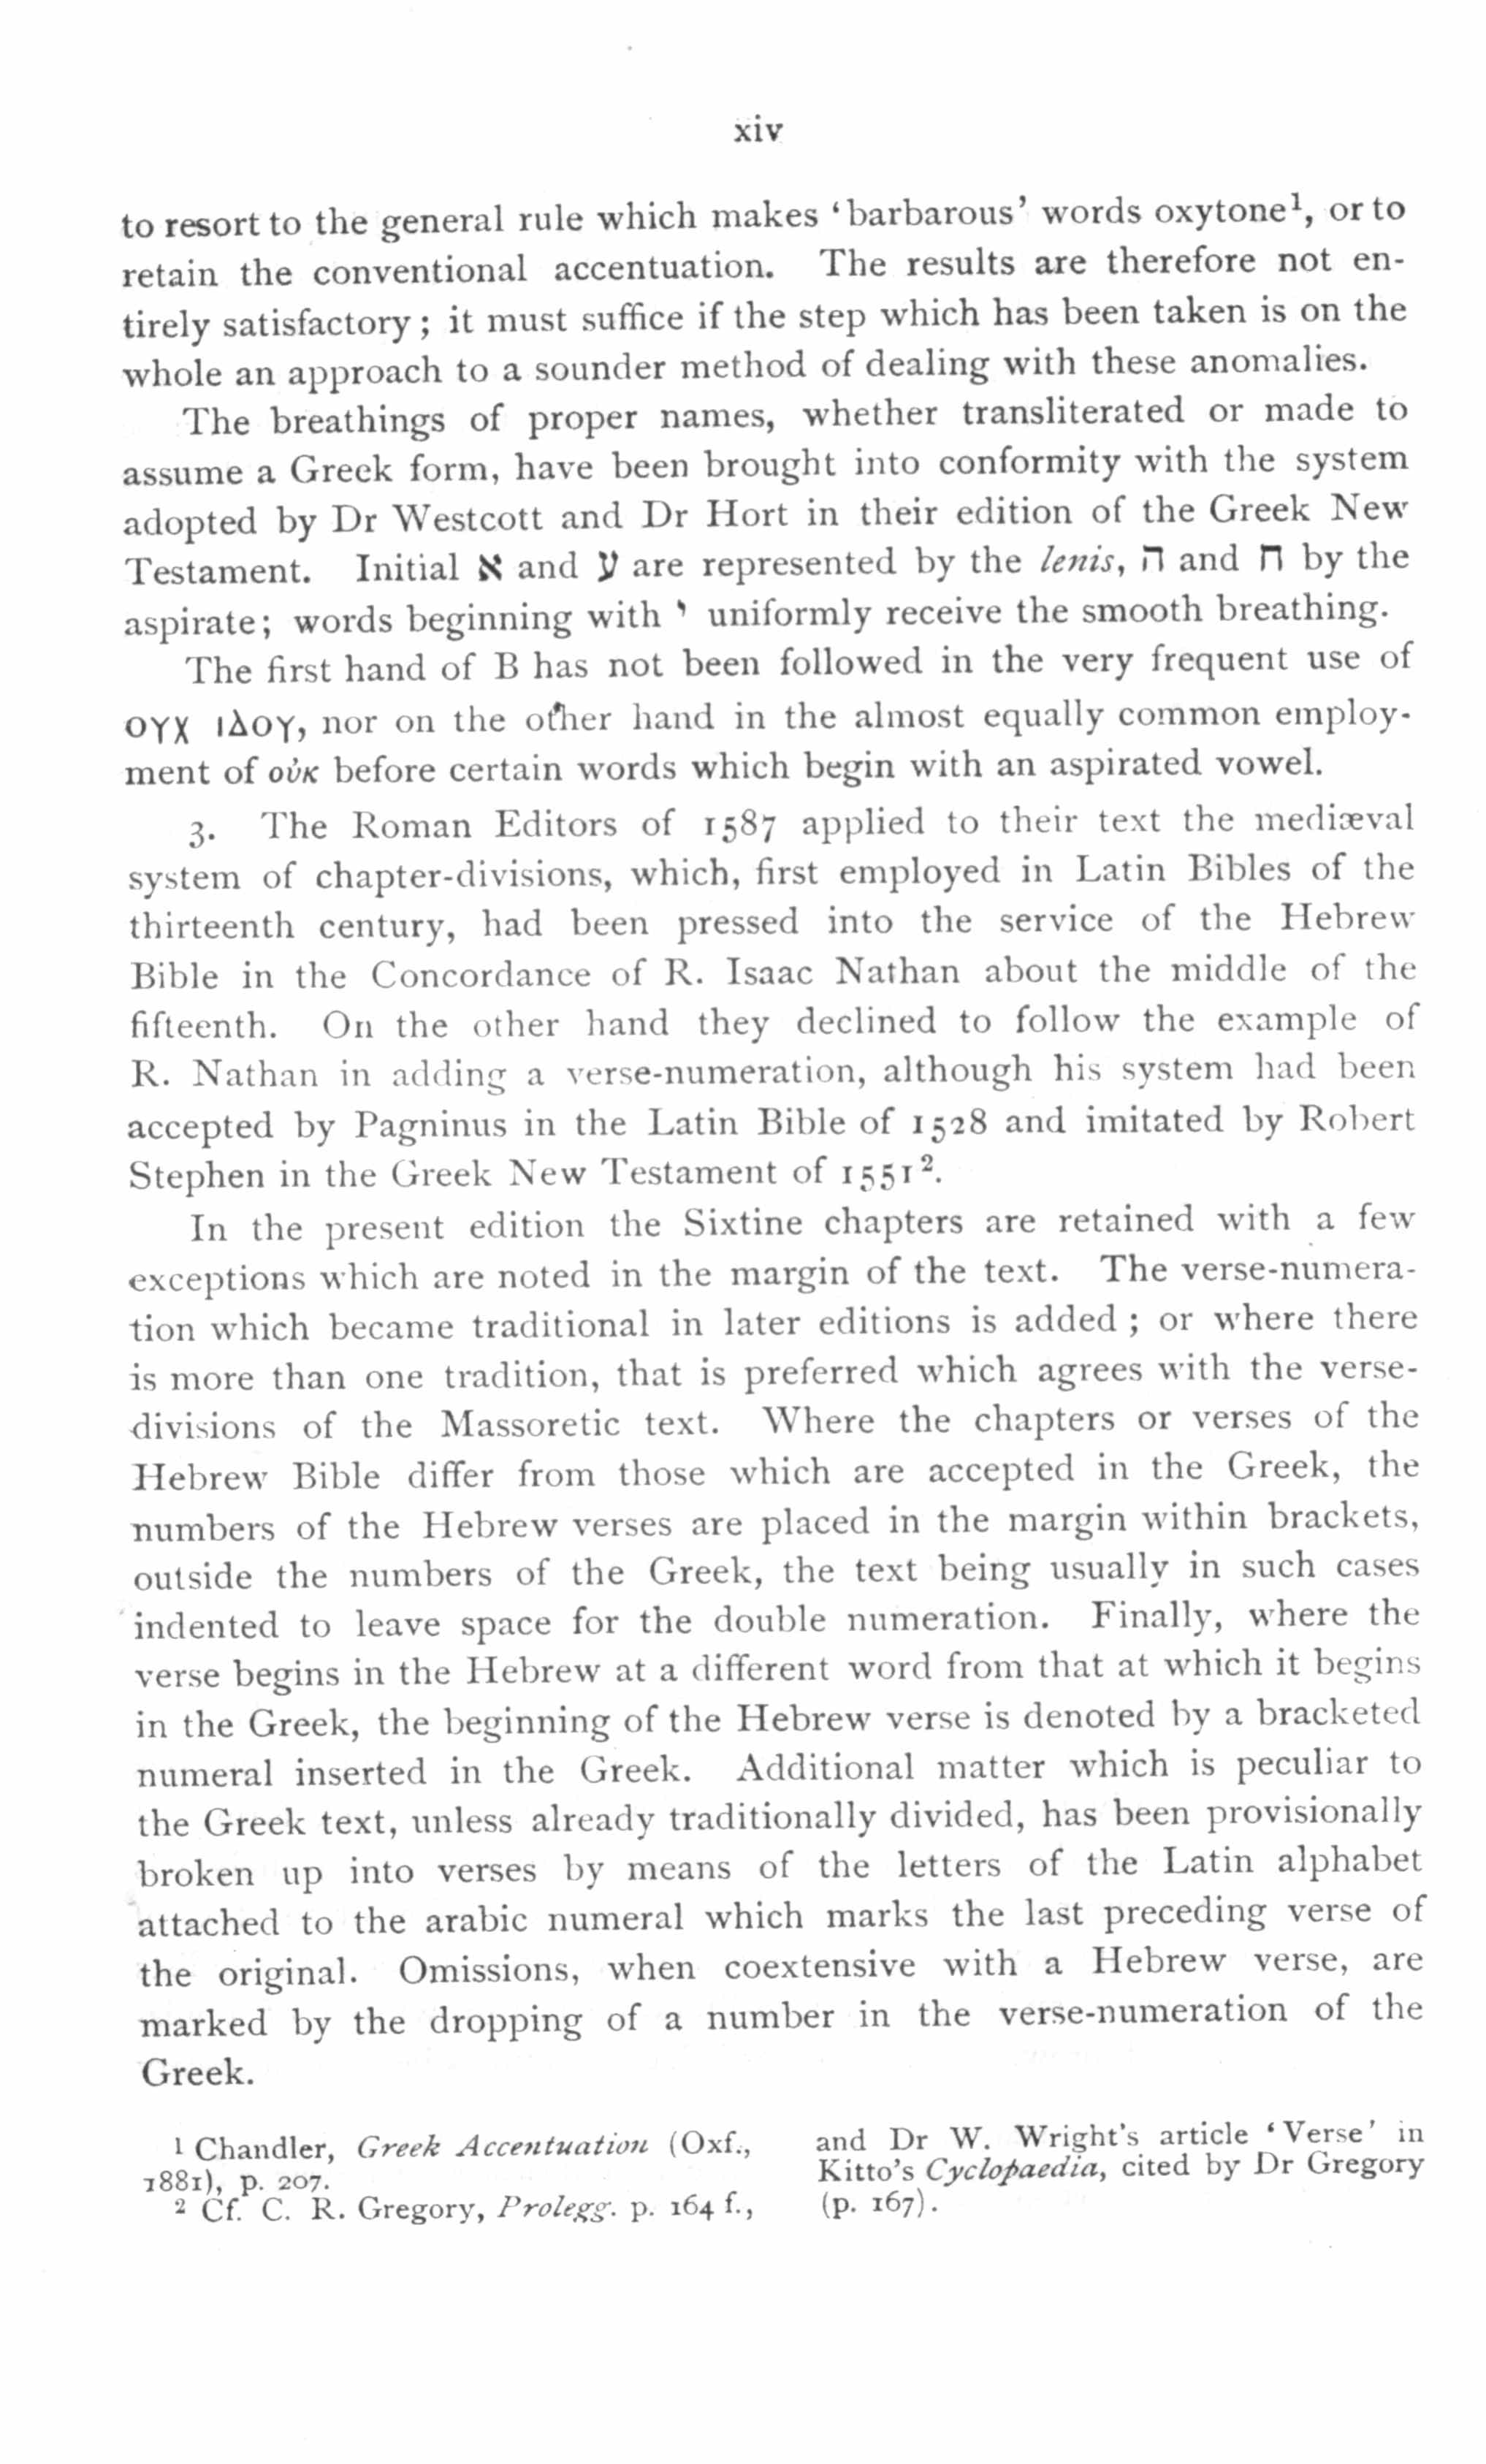 xiv
to resort to the general rule which makes ‘barbarous’ words oxytone¹, or to
retain the conventional accentuation. The results are therefore not en-
tirely satisfactory; it must suffice if the step which has been taken is on the
whole an approach to a sounder method of dealing with these anomalies.
The breathings of proper names, whether transliterated or made to
assume a Greek form, have been brought into conformity with the system
adopted by Dr Westcott and Dr Hort in their edition of the Greek New
Testament. Initial א and ע are represented by the lenis, ה and ח by the
aspirate; words beginning with י uniformly receive the smooth breathing.
The first hand of B has not been followed in the very frequent use of
ΟΥΧ ΙΔΟΥ, nor on the other hand in the almost equally common employ-
ment of οὐκ before certain words which begin with an aspirated vowel.
3. The Roman Editors of 1587 applied to their text the mediæval
system of chapter-divisions, which, first employed in Latin Bibles of the
thirteenth century, had been pressed into the service of the Hebrew
Bible in the Concordance of R. Isaac Nathan about the middle of the
fifteenth. On the other hand they declined to follow the example of
R. Nathan in adding a verse-numeration, although his system had been
accepted by Pagninus in the Latin Bible of 1528 and imitated by Robert
Stephen in the Greek New Testament of 1551².
In the present edition the Sixtine chapters are retained with a few
exceptions which are noted in the margin of the text. The verse-numera-
tion which became traditional in later editions is added; or where there
is more than one tradition, that is preferred which agrees with the verse-
divisions of the Massoretic text. Where the chapters or verses of the
Hebrew Bible differ from those which are accepted in the Greek, the
numbers of the Hebrew verses are placed in the margin within brackets,
outside the numbers of the Greek, the text being usually in such cases
indented to leave space for the double numeration. Finally, where the
verse begins in the Hebrew at a different word from that at which it begins
in the Greek, the beginning of the Hebrew verse is denoted by a bracketed
numeral inserted in the Greek. Additional matter which is peculiar to
the Greek text, unless already traditionally divided, has been provisionally
broken up into verses by means of the letters of the Latin alphabet
attached to the arabic numeral which marks the last preceding verse of
the original. Omissions, when coextensive with a Hebrew verse, are
marked by the dropping of a number in the verse-numeration of the
Greek.
¹ Chandler, Greek Accentuation (Oxf.,
1881), p. 207.
² Cf. C. R. Gregory, Prolegg. p. 164 f.,
and Dr W. Wright's article ‘Verse’ in
Kitto's Cyclopaedia, cited by Dr Gregory
(p. 167).